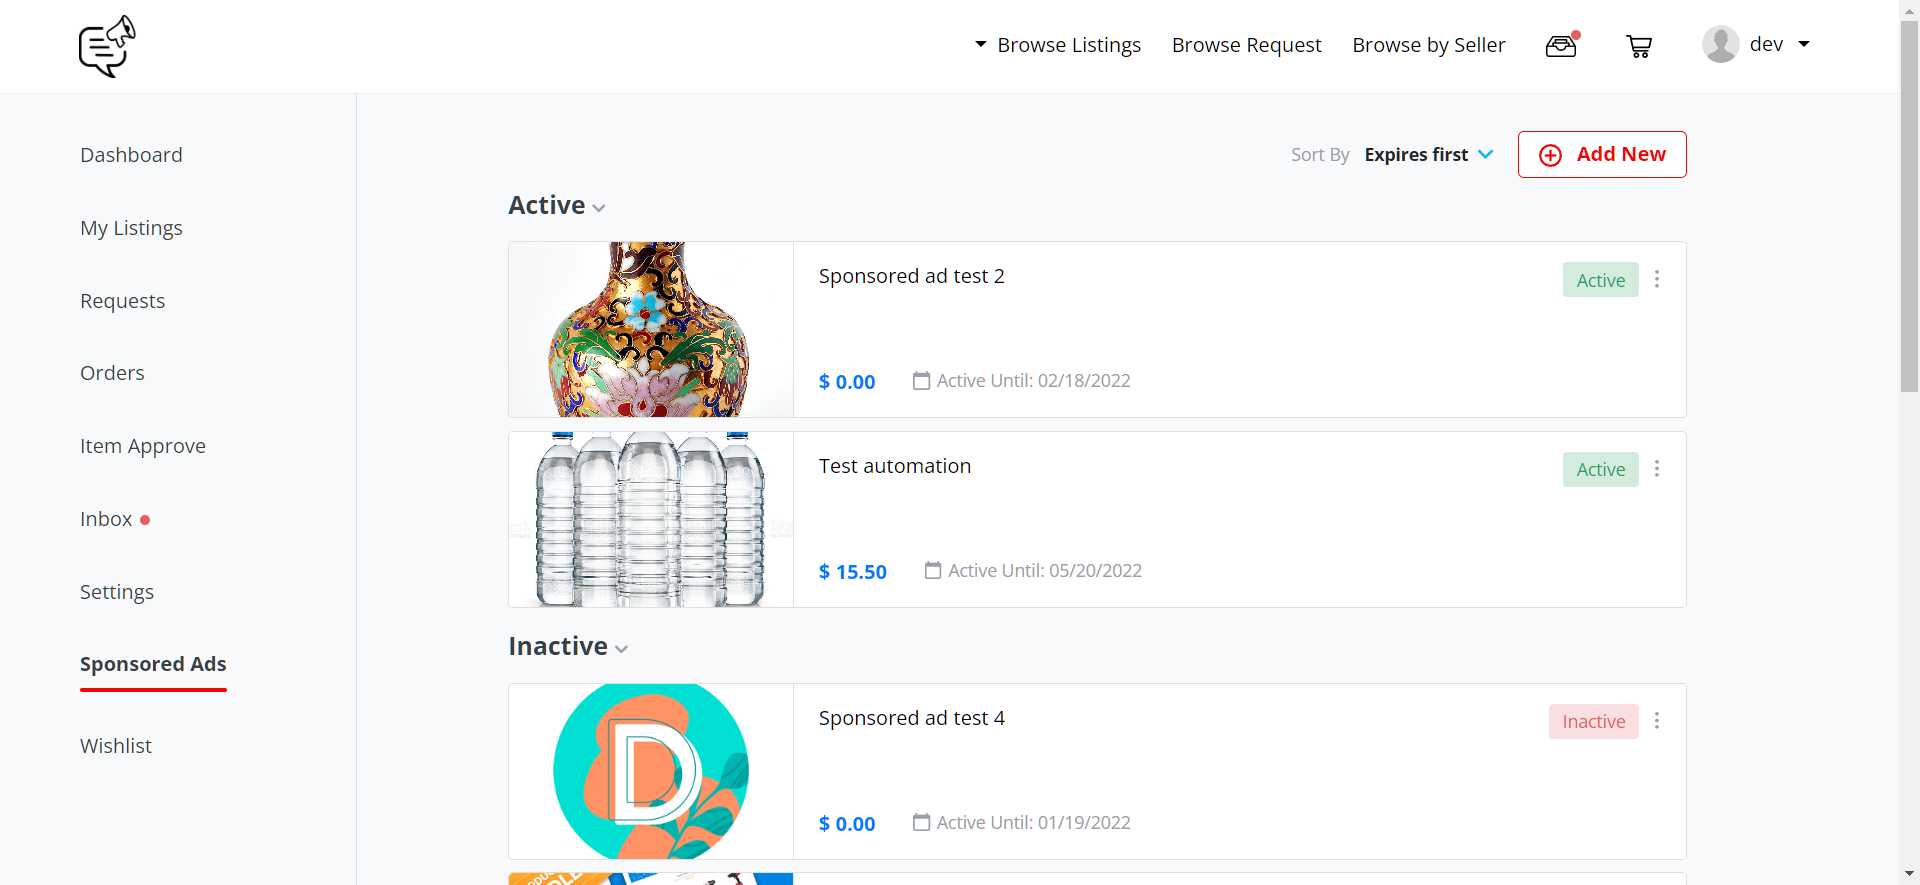 Browse Listings Browse Request Browse by Seller dev
Dashboard
My Listings
Requests
Orders
Item Approve
Inbox
Settings
Sponsored Ads
Wishlist
Sort By Expires first Add New
Active
Sponsored ad test 2 Active
$ 0.00 Active Until: 02/18/2022
Test automation Active
$ 15.50 Active Until: 05/20/2022
Inactive
D
Sponsored ad test 4 Inactive
$ 0.00 Active Until: 01/19/2022